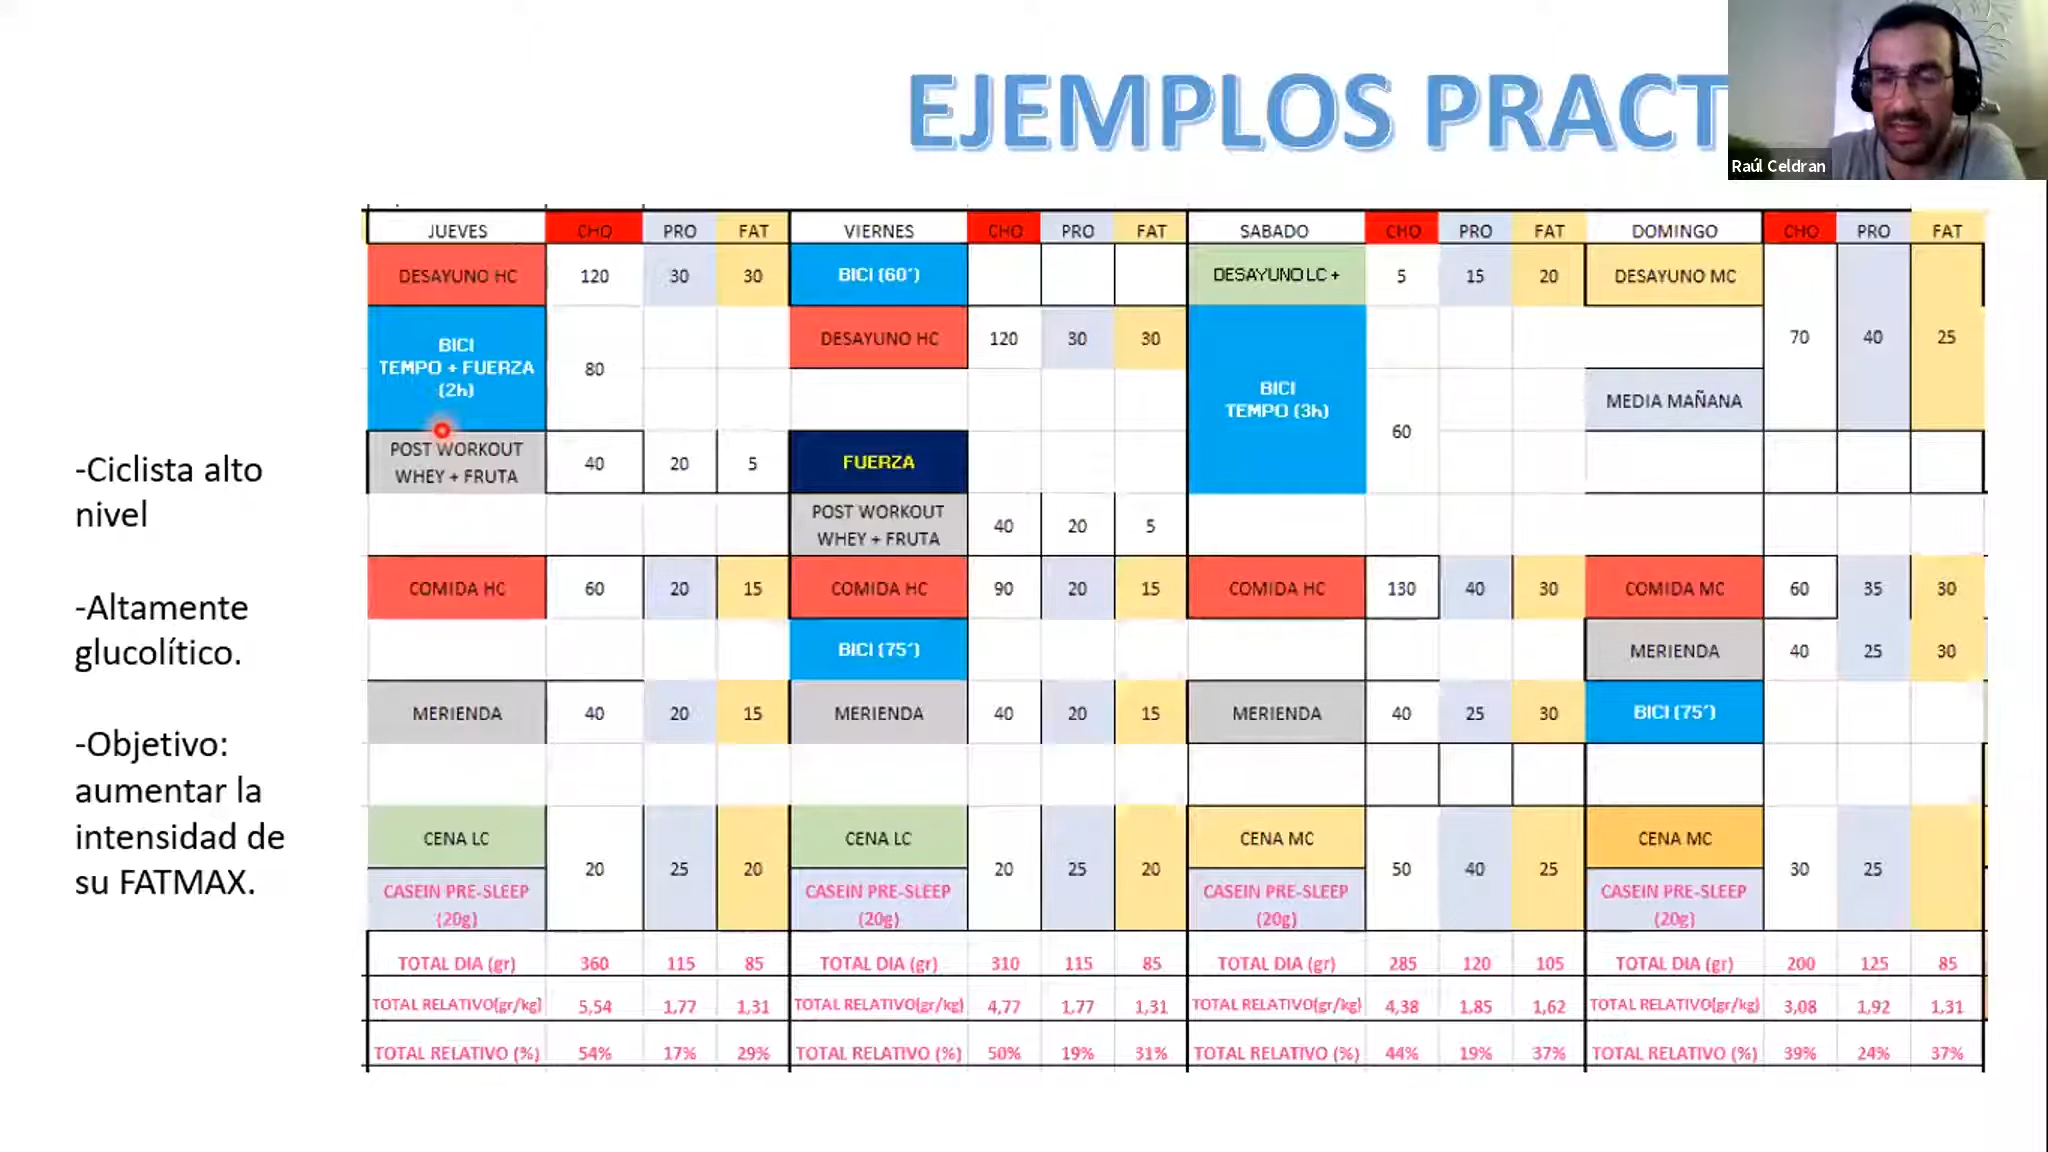 EJEMPLOS PRACT
Raúl Celdran
-Ciclista alto
nivel
-Altamente
glucolítico.
-Objetivo:
aumentar la
intensidad de
su FATMAX.
JUEVES CHO PRO FAT VIERNES CHO PRO FAT SABADO CHO PRO FAT DOMINGO CHO PRO FAT
DESAYUNO HC 120 30 30 BICI (60´) DESAYUNO LC + 5 15 20 DESAYUNO MC
BICI
TEMPO + FUERZA
(2h)
80
DESAYUNO HC 120 30 30
BICI
TEMPO (3h)
60
70 40 25
MEDIA MAÑANA
POST WORKOUT
WHEY + FRUTA
40 20 5
FUERZA
POST WORKOUT
WHEY + FRUTA
40 20 5
COMIDA HC 60 20 15 COMIDA HC 90 20 15 COMIDA HC 130 40 30 COMIDA MC 60 35 30
BICI (75´) MERIENDA 40 25 30
MERIENDA 40 20 15 MERIENDA 40 20 15 MERIENDA 40 25 30 BICI (75´)
CENA LC CENA LC CENA MC CENA MC
20 25 20 20 25 20 50 40 25 30 25
CASEIN PRE-SLEEP CASEIN PRE-SLEEP CASEIN PRE-SLEEP CASEIN PRE-SLEEP
(20g) (20g) (20g) (20g)
TOTAL DIA (gr) 360 115 85 TOTAL DIA (gr) 310 115 85 TOTAL DIA (gr) 285 120 105 TOTAL DIA (gr) 200 125 85
TOTAL RELATIVO(gr/kg) 5,54 1,77 1,31 TOTAL RELATIVO(gr/kg) 4,77 1,77 1,31 TOTAL RELATIVO(gr/kg) 4,38 1,85 1,62 TOTAL RELATIVO(gr/kg) 3,08 1,92 1,31
TOTAL RELATIVO (%) 54% 17% 29% TOTAL RELATIVO (%) 50% 19% 31% TOTAL RELATIVO (%) 44% 19% 37% TOTAL RELATIVO (%) 39% 24% 37%